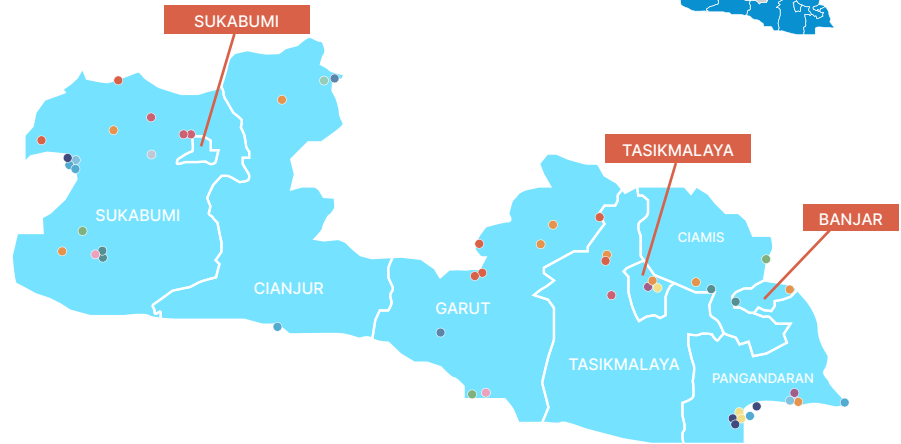 SUKABUMI
TASIKMALAYA
BANJAR
SUKABUMI
CIAMIS
CIANJUR
GARUT
TASIKMALAYA
PANGANDARAN